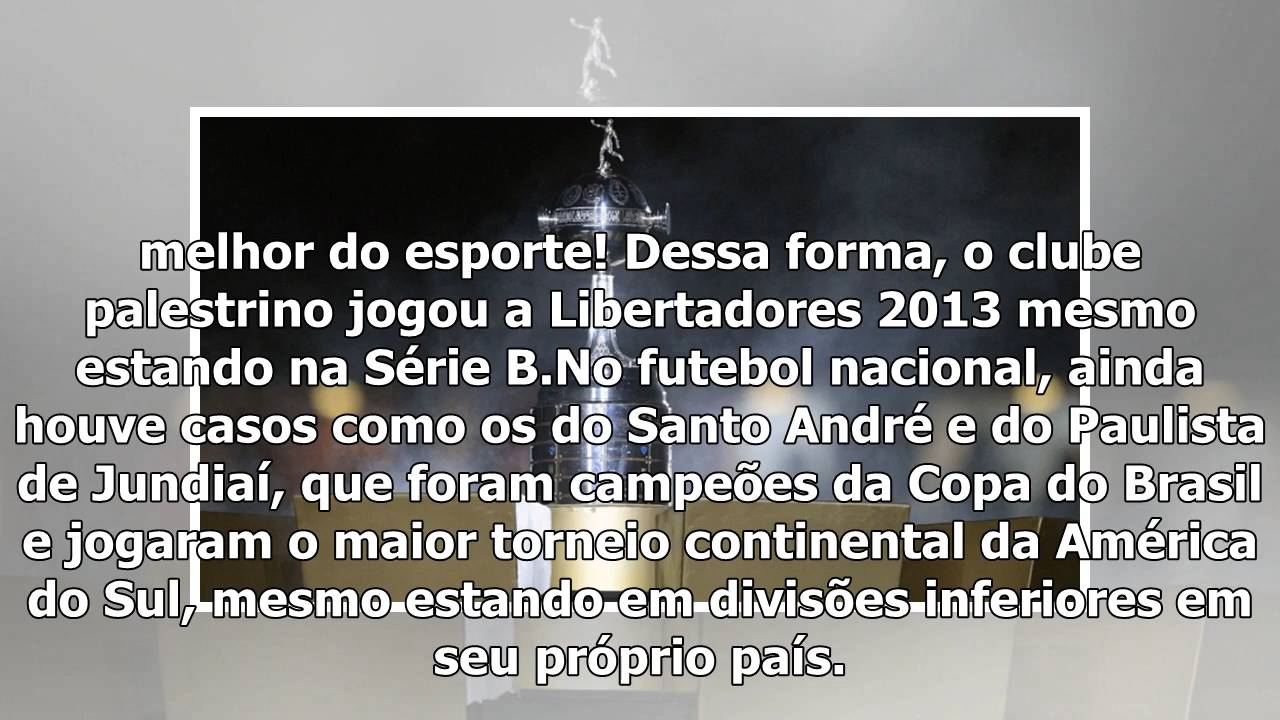 melhor do esporte! Dessa forma, o clube
palestrino jogou a Libertadores 2013 mesmo
estando na Série B.No futebol nacional, ainda
houve casos como os do Santo André e do Paulista
de Jundiaí, que foram campeões da Copa do Brasil
e jogaram o maior torneio continental da América
do Sul, mesmo estando em divisões inferiores em
seu próprio país.